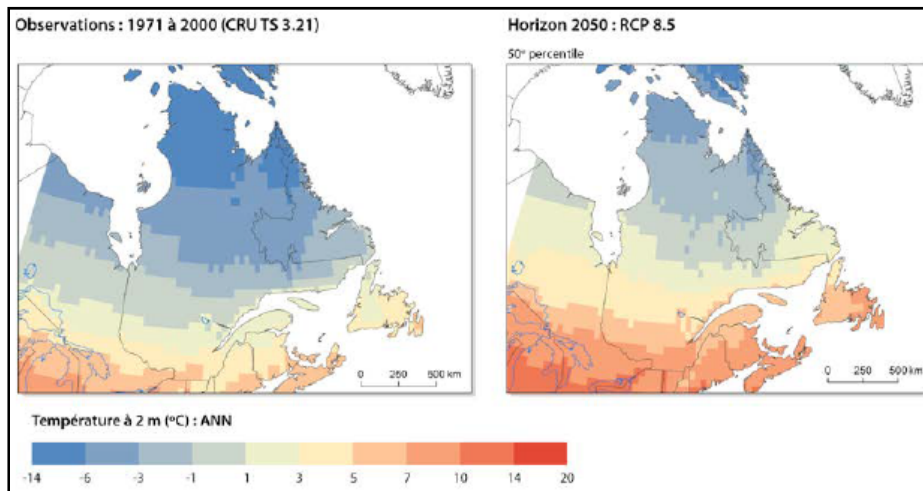 Observations : 1971 à 2000 (CRU TS 3.21)
Horizon 2050 : RCP 8.5
50e percentile
0 250 500 km
0 250 500 km
Température à 2 m (ºC) : ANN
-14 -6 -3 -1 1 3 5 7 10 14 20